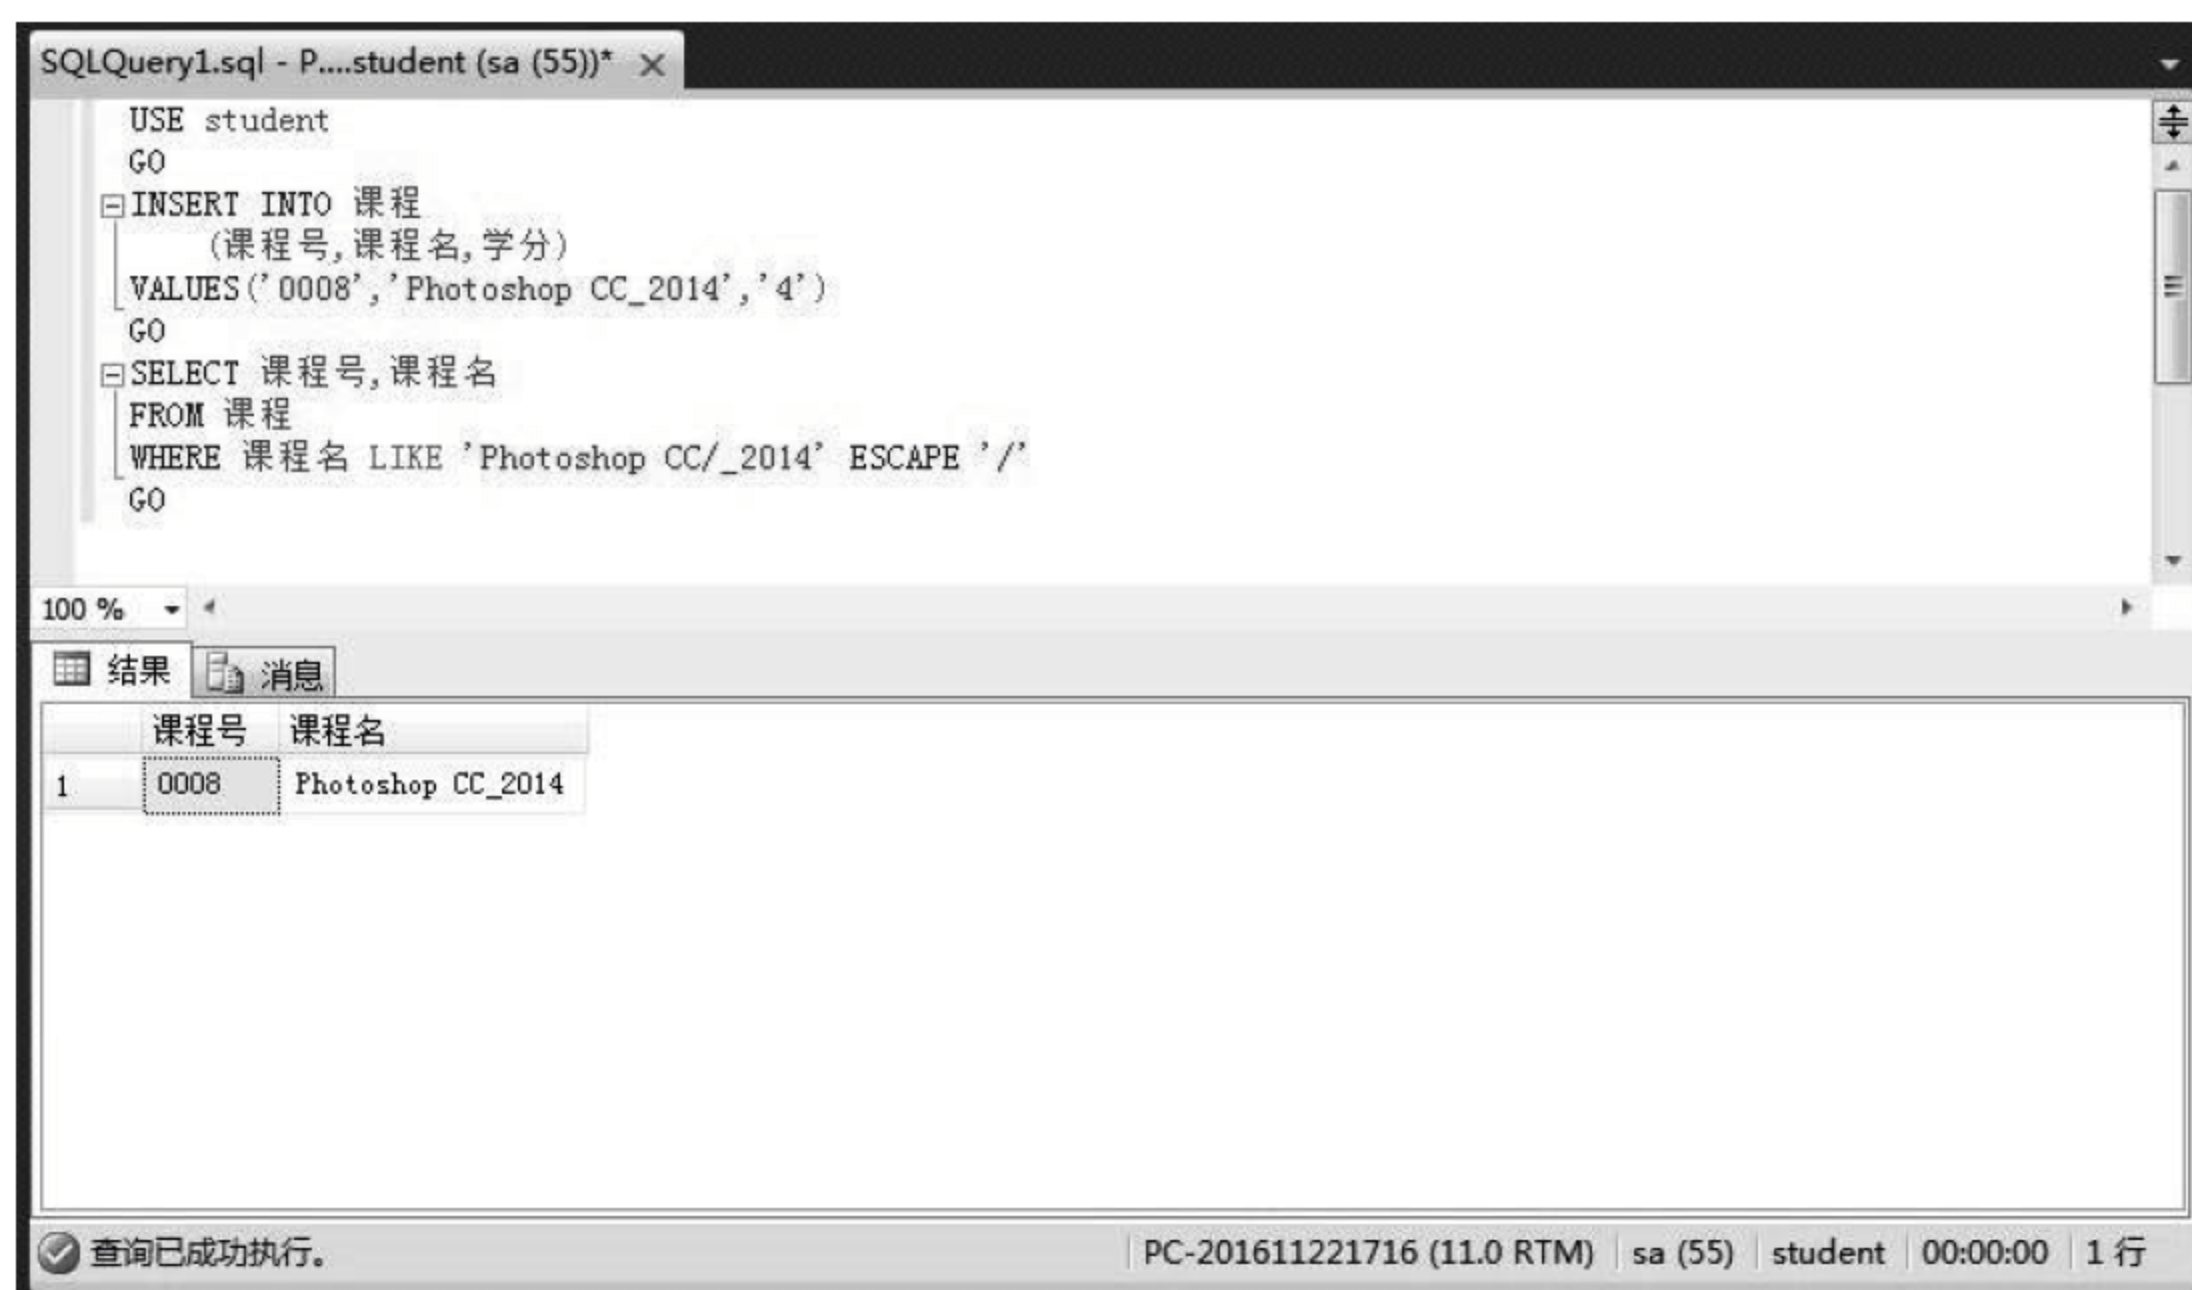 SQLQuery1.sql - P....student (sa (55))*
USE student
GO
INSERT INTO 课程
(课程号,课程名,学分)
VALUES('0008','Photoshop CC_2014','4')
GO
SELECT 课程号,课程名
FROM 课程
WHERE 课程名 LIKE 'Photoshop CC/_2014' ESCAPE '/'
GO
100 %
结果 消息
课程号 课程名
1 0008 Photoshop CC_2014
查询已成功执行。 PC-201611221716 (11.0 RTM) sa (55) student 00:00:00 1 行